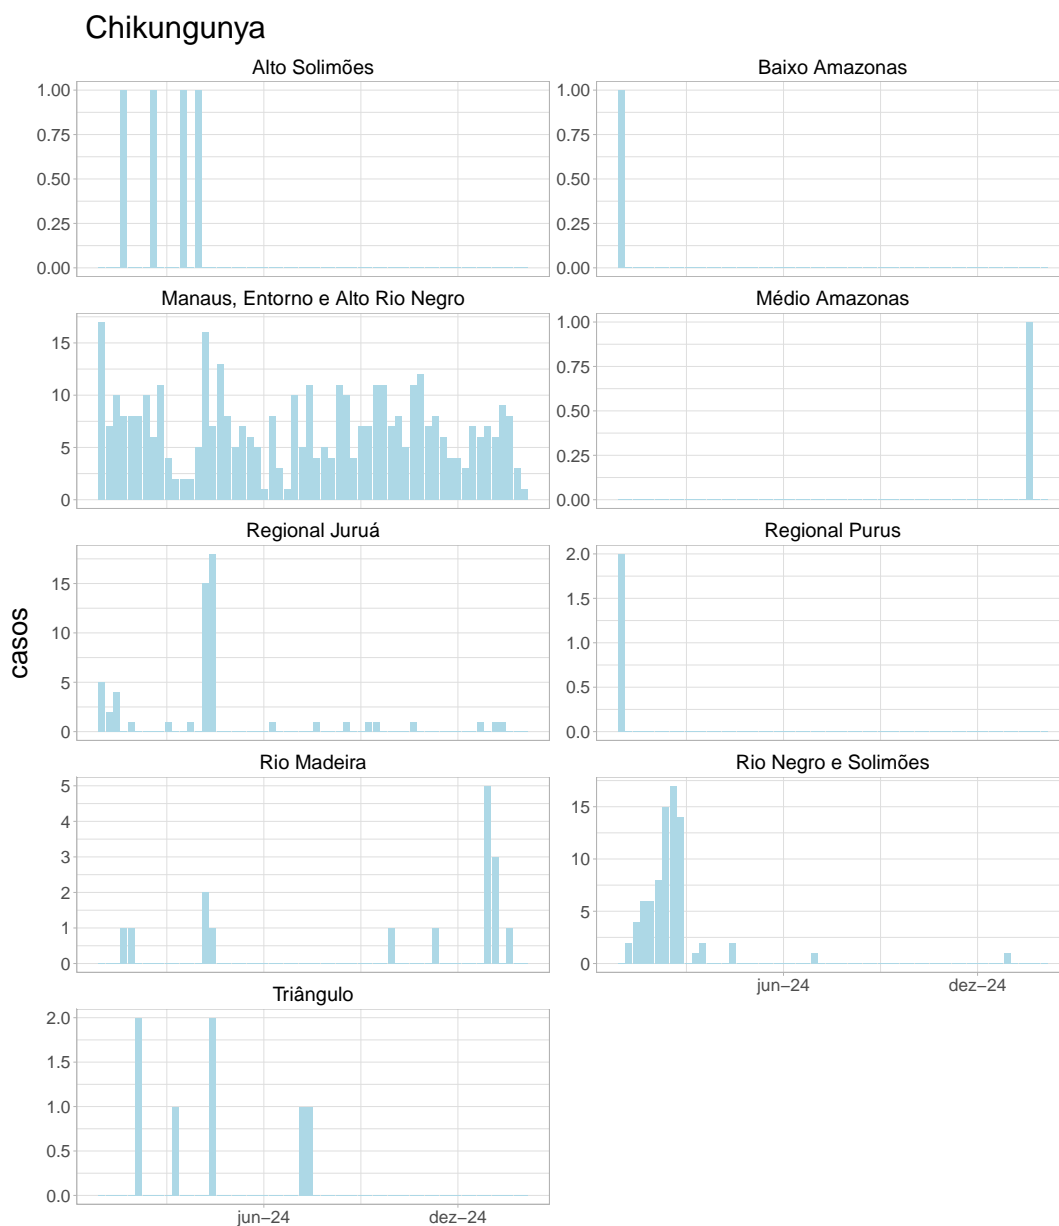 Chikungunya
Alto Solimões
1.00
0.75
0.50
0.25
0.00
Baixo Amazonas
1.00
0.75
0.50
0.25
0.00
Manaus, Entorno e Alto Rio Negro
15
10
5
0
Médio Amazonas
1.00
0.75
0.50
0.25
0.00
Regional Juruá
15
10
5
0
Regional Purus
2.0
1.5
1.0
0.5
0.0
casos
Rio Madeira
5
4
3
2
1
0
Rio Negro e Solimões
15
10
5
0
jun−24
dez−24
Triângulo
2.0
1.5
1.0
0.5
0.0
jun−24
dez−24